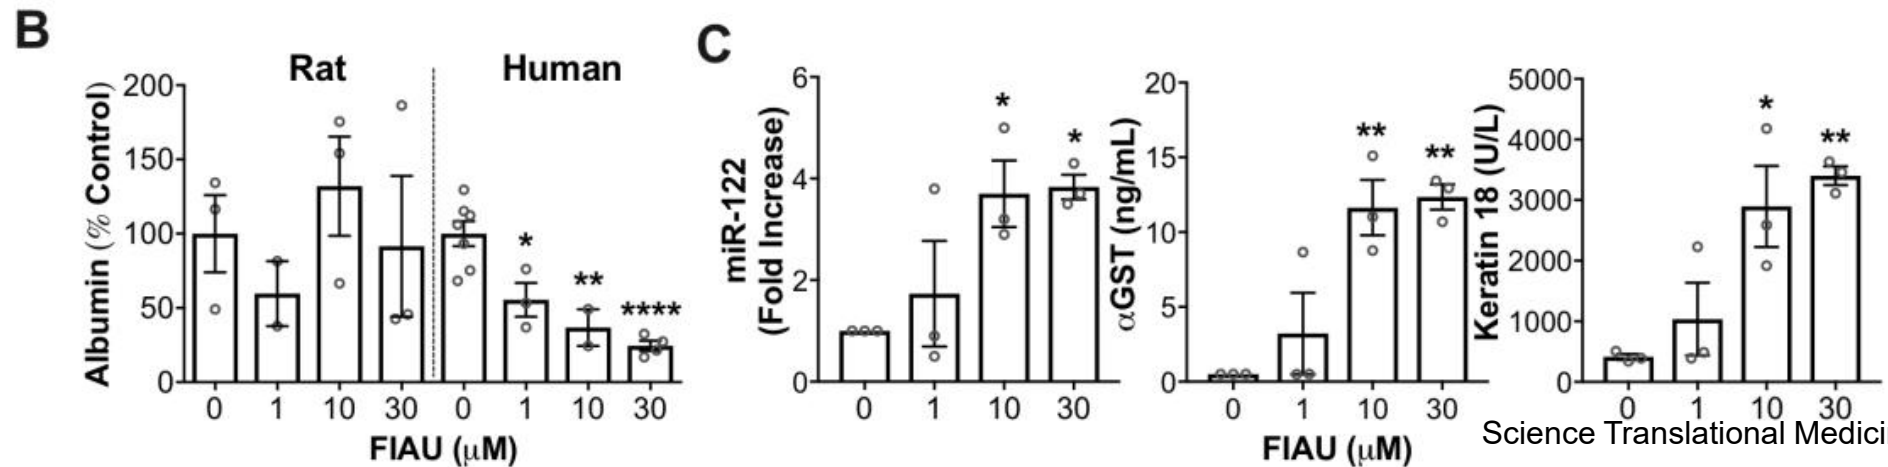 B
Rat Human
Albumin (% Control)
200
150
100
50
0
* ** ****
0 1 10 30 0 1 10 30
FIAU (μM)
C
miR-122
(Fold Increase)
6
4
2
0
* *
0 1 10 30
αGST (ng/mL)
20
15
10
5
0
** **
0 1 10 30
FIAU (μM)
Keratin 18 (U/L)
5000
4000
3000
2000
1000
0
* **
0 1 10 30
Science Translational Medici